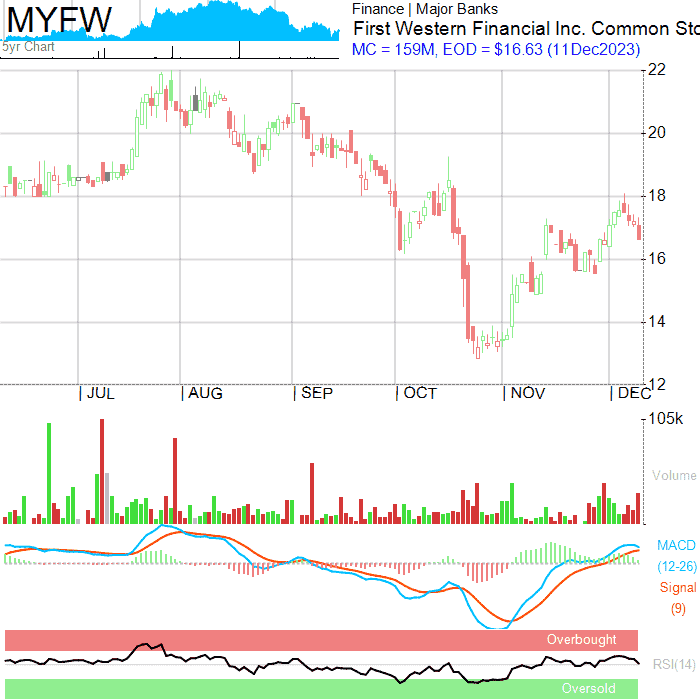 MYFW
5yr Chart
Finance | Major Banks
First Western Financial Inc. Common Sto
MC = 159M, EOD = $16.63 (11Dec2023)
22
20
18
16
14
12
JUL AUG SEP OCT NOV DEC
105k
Volume
MACD
(12-26)
Signal
(9)
Overbought
RSI(14)
Oversold